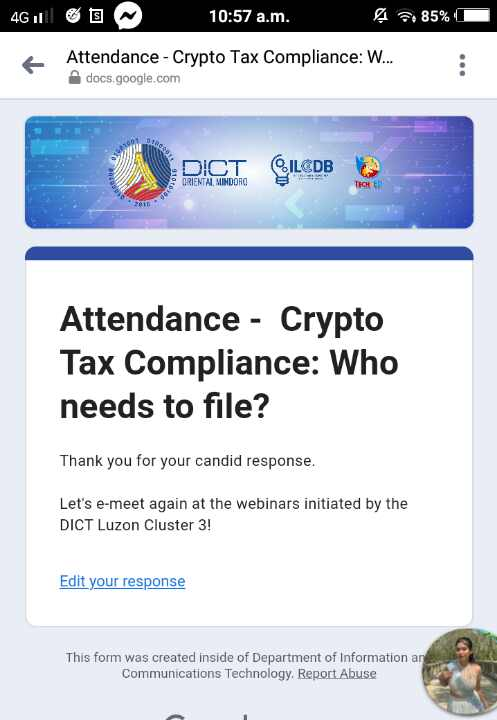 4G
10:57 a.m.
85%
Attendance - Crypto Tax Compliance: W...
docs.google.com
DICT
ORIENTAL MINDORO
ILCDB
TECH
2016
Attendance - Crypto
Tax Compliance: Who
needs to file?
Thank you for your candid response.
Let's e-meet again at the webinars initiated by the
DICT Luzon Cluster 3!
Edit your response
This form was created inside of Department of Information
Communications Technology. Report Abuse